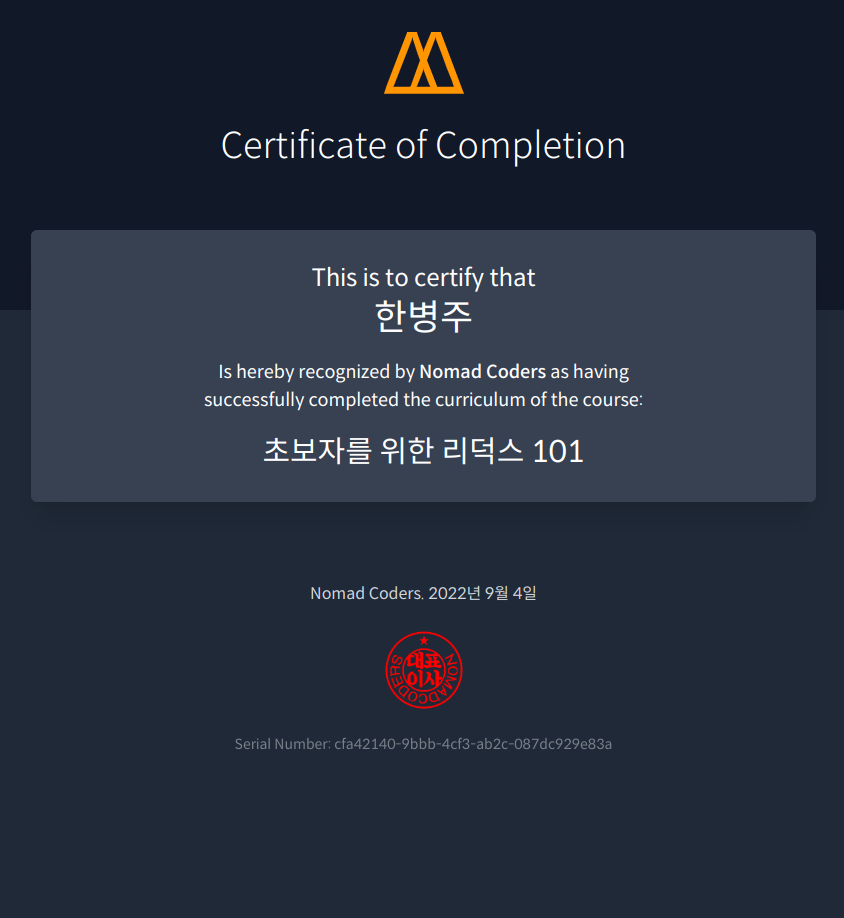 Certificate of Completion
This is to certify that
한병주
Is hereby recognized by Nomad Coders as having
successfully completed the curriculum of the course:
초보자를 위한 리덕스 101
Nomad Coders. 2022년 9월 4일
대표
이사
NOMADCODERS
Serial Number: cfa42140-9bbb-4cf3-ab2c-087dc929e83a